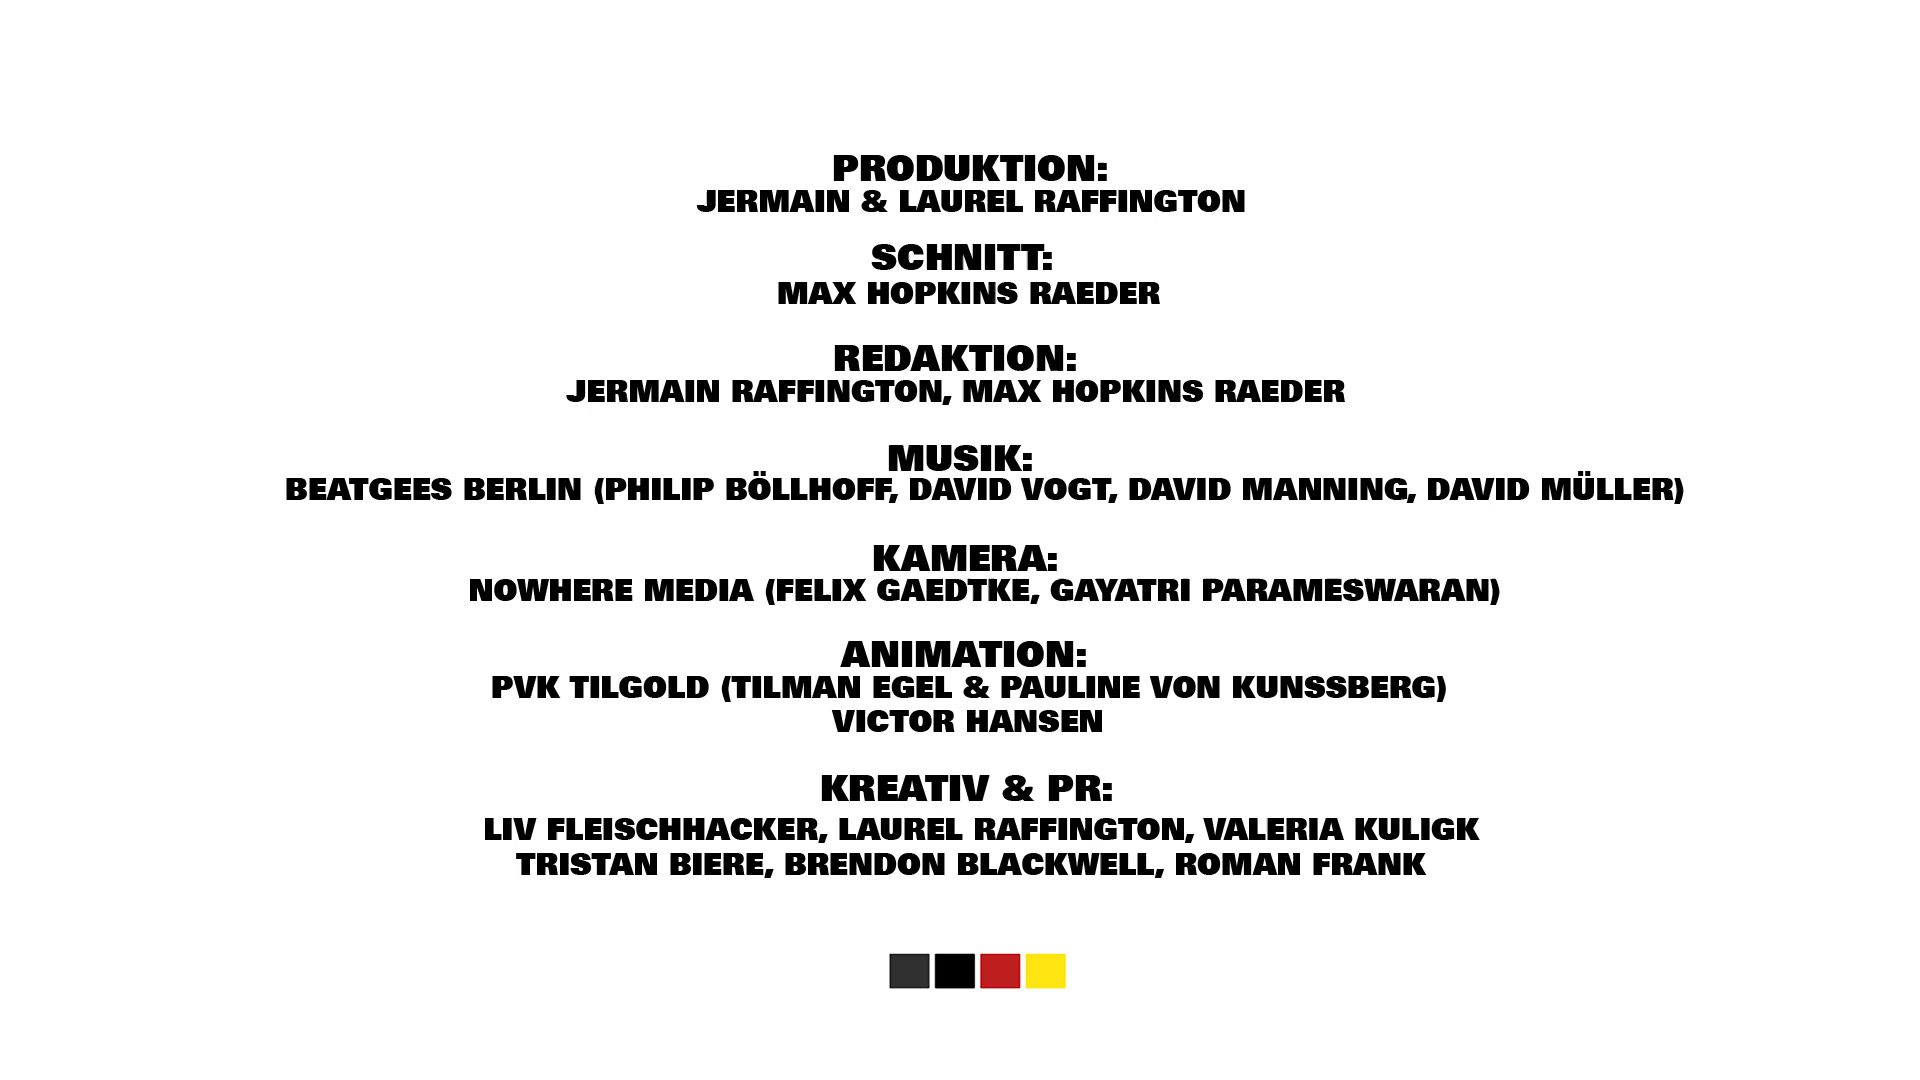 PRODUKTION:
JERMAIN & LAUREL RAFFINGTON
SCHNITT:
MAX HOPKINS RAEDER
REDAKTION:
JERMAIN RAFFINGTON, MAX HOPKINS RAEDER
MUSIK:
BEATGEES BERLIN (PHILIP BÖLLHOFF, DAVID VOGT, DAVID MANNING, DAVID MÜLLER)
KAMERA:
NOWHERE MEDIA (FELIX GAEDTKE, GAYATRI PARAMESWARAN)
ANIMATION:
PVK TILGOLD (TILMAN EGEL & PAULINE VON KUNSSBERG)
VICTOR HANSEN
KREATIV & PR:
LIV FLEISCHHACKER, LAUREL RAFFINGTON, VALERIA KULIGK
TRISTAN BIERE, BRENDON BLACKWELL, ROMAN FRANK